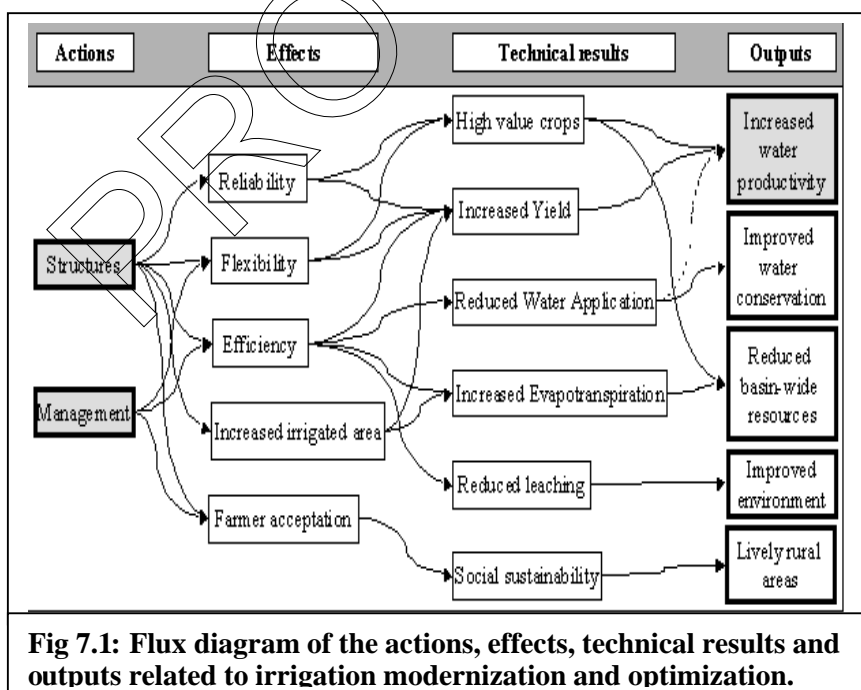 Actions
Effects
Technical results
Outputs
High value crops
Increased
water
productivity
Reliability
Increased Yield
Structures
Flexibility
Improved
water
conservation
Reduced Water Application
Efficiency
Reduced
basin-wide
resources
Increased Evapotranspiration
Management
Increased irrigated area
Reduced leaching
Improved
environment
Farmer acceptation
Social sustainability
Lively rural
areas
PRO
Fig 7.1: Flux diagram of the actions, effects, technical results and
outputs related to irrigation modernization and optimization.